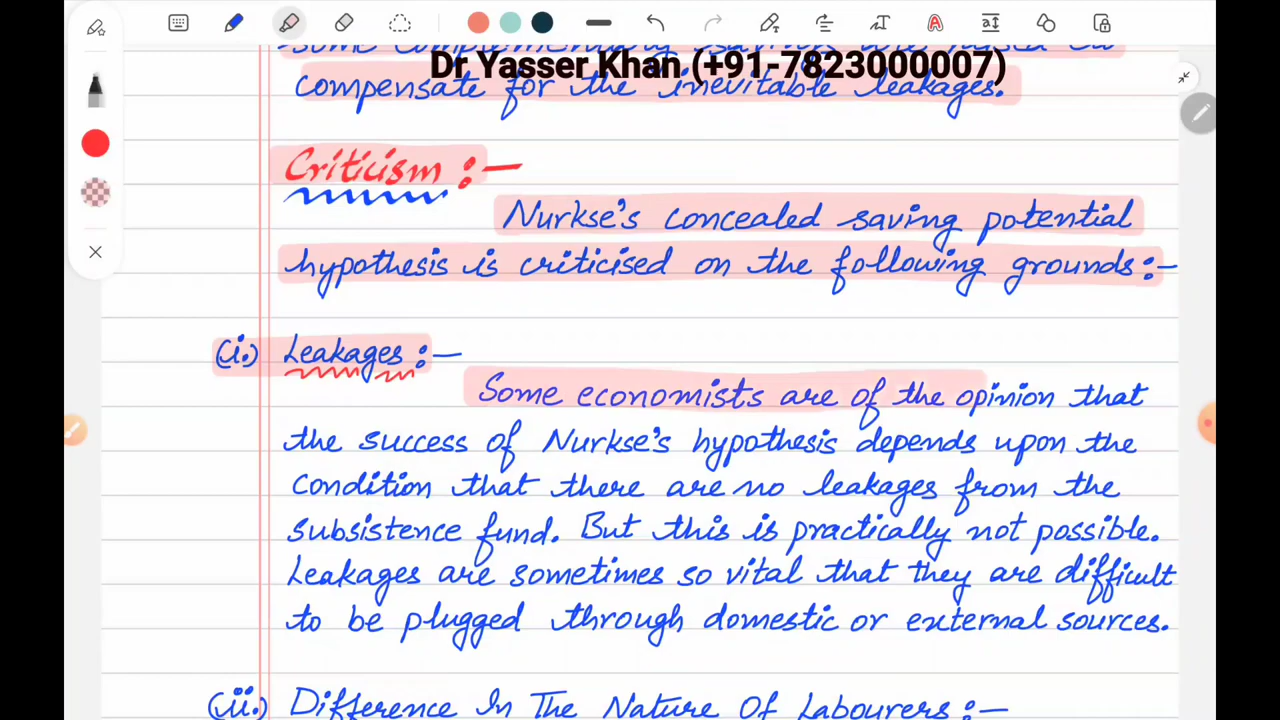 Dr Yasser Khan (+91-7823000007)
compensate for the inevitable leakages.
Criticism :-
Nurkse's concealed saving potential
hypothesis is criticised on the following grounds:-
(i.) Leakages :-
Some economists are of the opinion that
the success of Nurkse's hypothesis depends upon the
condition that there are no leakages from the
subsistence fund. But this is practically not possible.
Leakages are sometimes so vital that they are difficult
to be plugged through domestic or external sources.
(ii.) Difference In The Nature Of Labourers :-